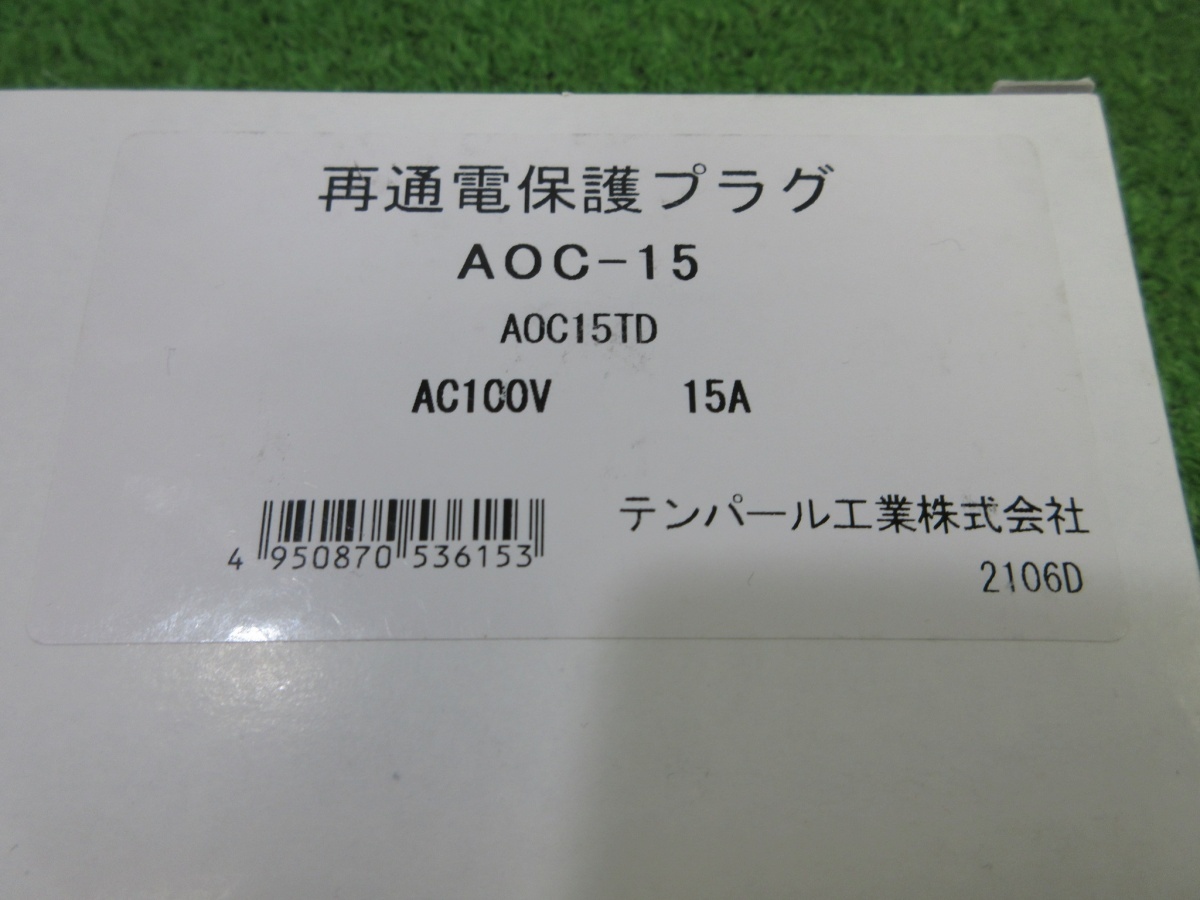 再通電保護プラグ
AOC-15
AOC15TD
AC100V 15A
テンパール工業株式会社
4 950870 536153
2106D